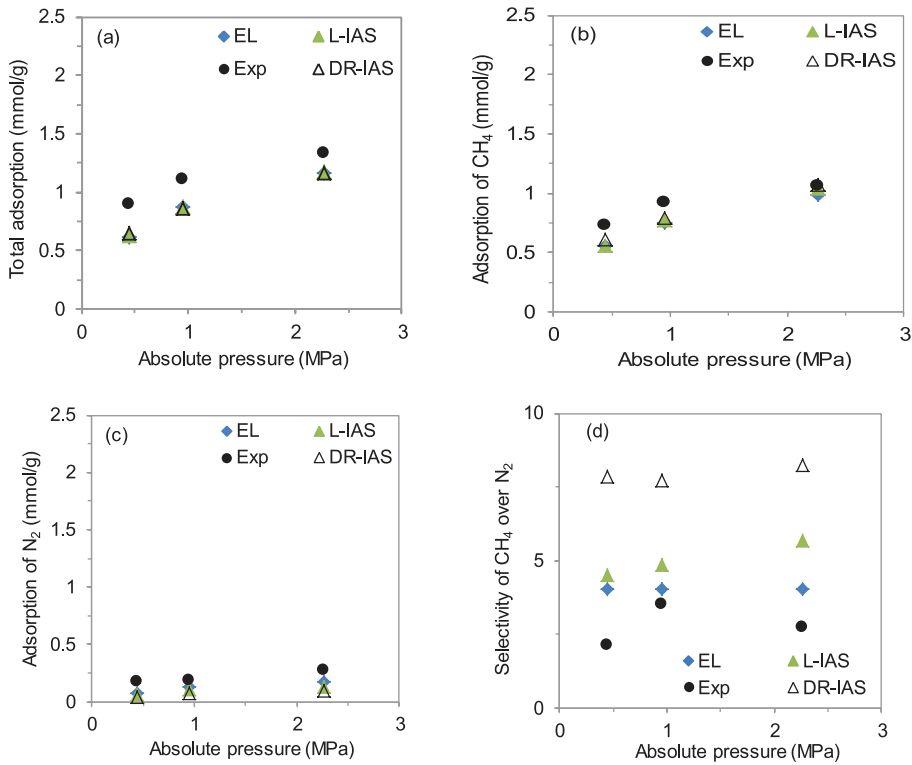 (a)
EL
L-IAS
Exp
DR-IAS
Total adsorption (mmol/g)
2.5
2
1.5
1
0.5
0
0
1
2
3
Absolute pressure (MPa)
(b)
EL
L-IAS
Exp
DR-IAS
Adsorption of CH₄ (mmol/g)
2.5
2
1.5
1
0.5
0
0
1
2
3
Absolute pressure (MPa)
(c)
EL
L-IAS
Exp
DR-IAS
Adsorption of N₂ (mmol/g)
2.5
2
1.5
1
0.5
0
0
1
2
3
Absolute pressure (MPa)
(d)
Selectivity of CH₄ over N₂
10
5
0
EL
L-IAS
Exp
DR-IAS
0
1
2
3
Absolute pressure (MPa)